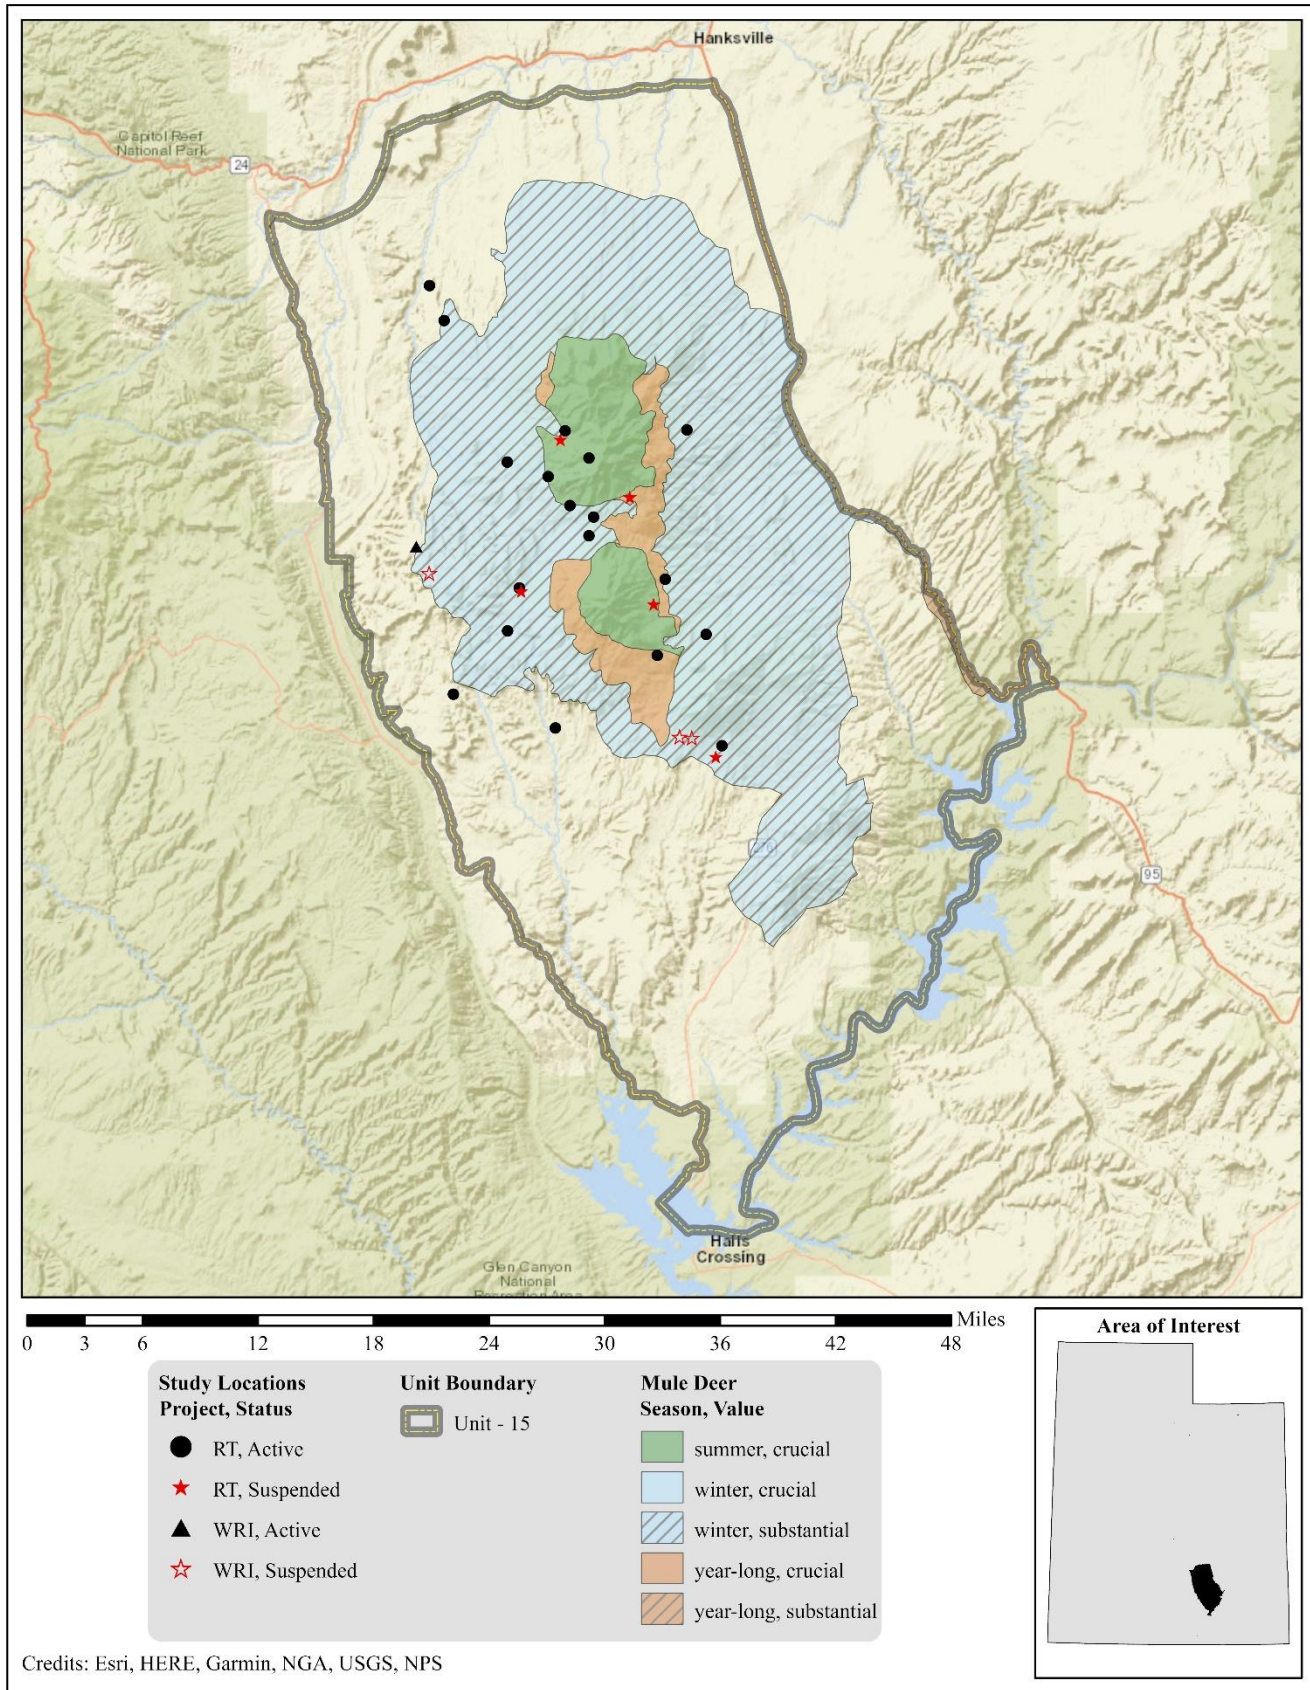 Hanksville
Capitol Reef
National Park
24
276
95
Halls
Crossing
Glen Canyon
National
Recreation Area
Miles
0 3 6 12 18 24 30 36 42 48
Study Locations
Project, Status
RT, Active
RT, Suspended
WRI, Active
WRI, Suspended
Unit Boundary
Unit - 15
Mule Deer
Season, Value
summer, crucial
winter, crucial
winter, substantial
year-long, crucial
year-long, substantial
Area of Interest
Credits: Esri, HERE, Garmin, NGA, USGS, NPS